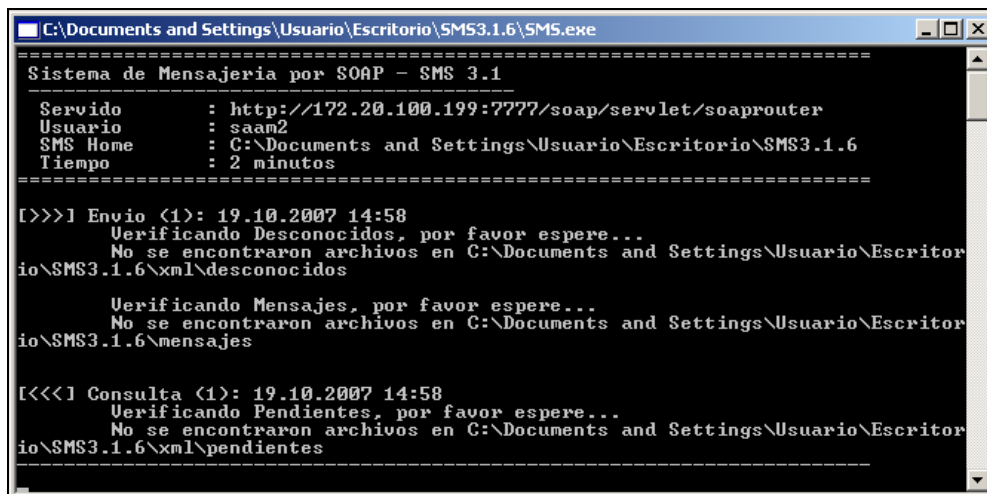 C:\Documents and Settings\Usuario\Escritorio\SMS3.1.6\SMS.exe
Sistema de Mensajeria por SOAP - SMS 3.1
Servido : http://172.20.100.199:7777/soap/servlet/soaprouter
Usuario : saam2
SMS Home : C:\Documents and Settings\Usuario\Escritorio\SMS3.1.6
Tiempo : 2 minutos
[>>>] Envio (1): 19.10.2007 14:58
Verificando Desconocidos, por favor espere...
No se encontraron archivos en C:\Documents and Settings\Usuario\Escritor
io\SMS3.1.6\xml\desconocidos
Verificando Mensajes, por favor espere...
No se encontraron archivos en C:\Documents and Settings\Usuario\Escritor
io\SMS3.1.6\mensajes
[<<<] Consulta (1): 19.10.2007 14:58
Verificando Pendientes, por favor espere...
No se encontraron archivos en C:\Documents and Settings\Usuario\Escritor
io\SMS3.1.6\xml\pendientes